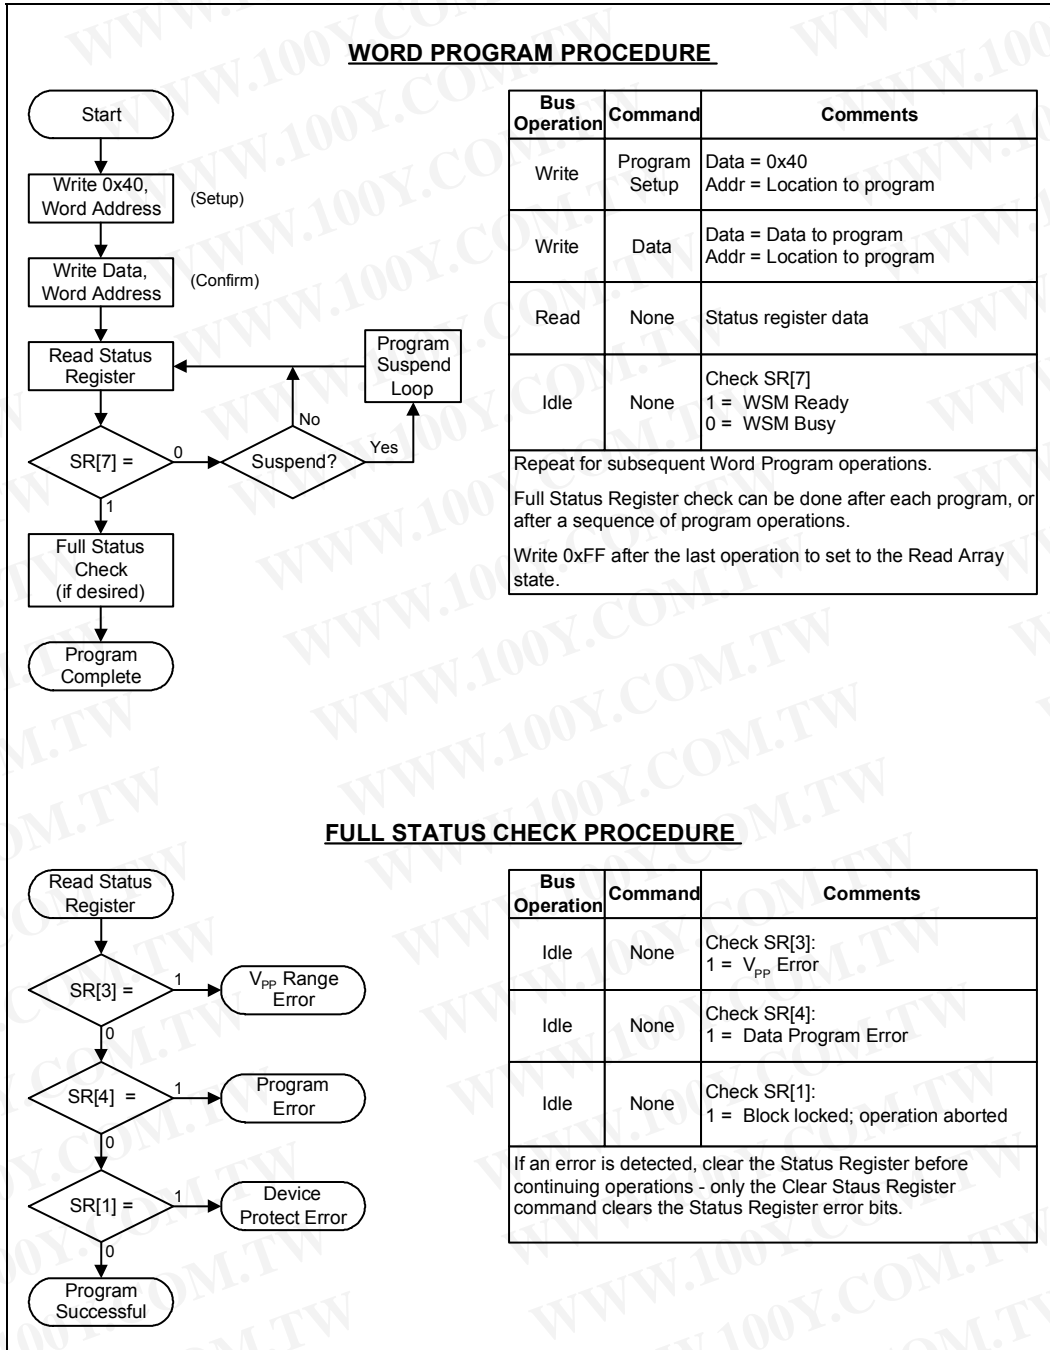 WORD PROGRAM PROCEDURE
Start
Write 0x40,
Word Address
(Setup)
Write Data,
Word Address
(Confirm)
Read Status
Register
Program
Suspend
Loop
No
SR[7] =
0
Suspend?
Yes
1
Full Status
Check
(if desired)
Program
Complete
Bus
Operation
Command
Comments
Write
Program
Setup
Data = 0x40
Addr = Location to program
Write
Data
Data = Data to program
Addr = Location to program
Read
None
Status register data
Idle
None
Check SR[7]
1 = WSM Ready
0 = WSM Busy
Repeat for subsequent Word Program operations.
Full Status Register check can be done after each program, or
after a sequence of program operations.
Write 0xFF after the last operation to set to the Read Array
state.
FULL STATUS CHECK PROCEDURE
Read Status
Register
SR[3] =
1
VPP Range
Error
0
SR[4] =
1
Program
Error
0
SR[1] =
1
Device
Protect Error
0
Program
Successful
Bus
Operation
Command
Comments
Idle
None
Check SR[3]:
1 = VPP Error
Idle
None
Check SR[4]:
1 = Data Program Error
Idle
None
Check SR[1]:
1 = Block locked; operation aborted
If an error is detected, clear the Status Register before
continuing operations - only the Clear Staus Register
command clears the Status Register error bits.
WWW.100Y.COM.TW